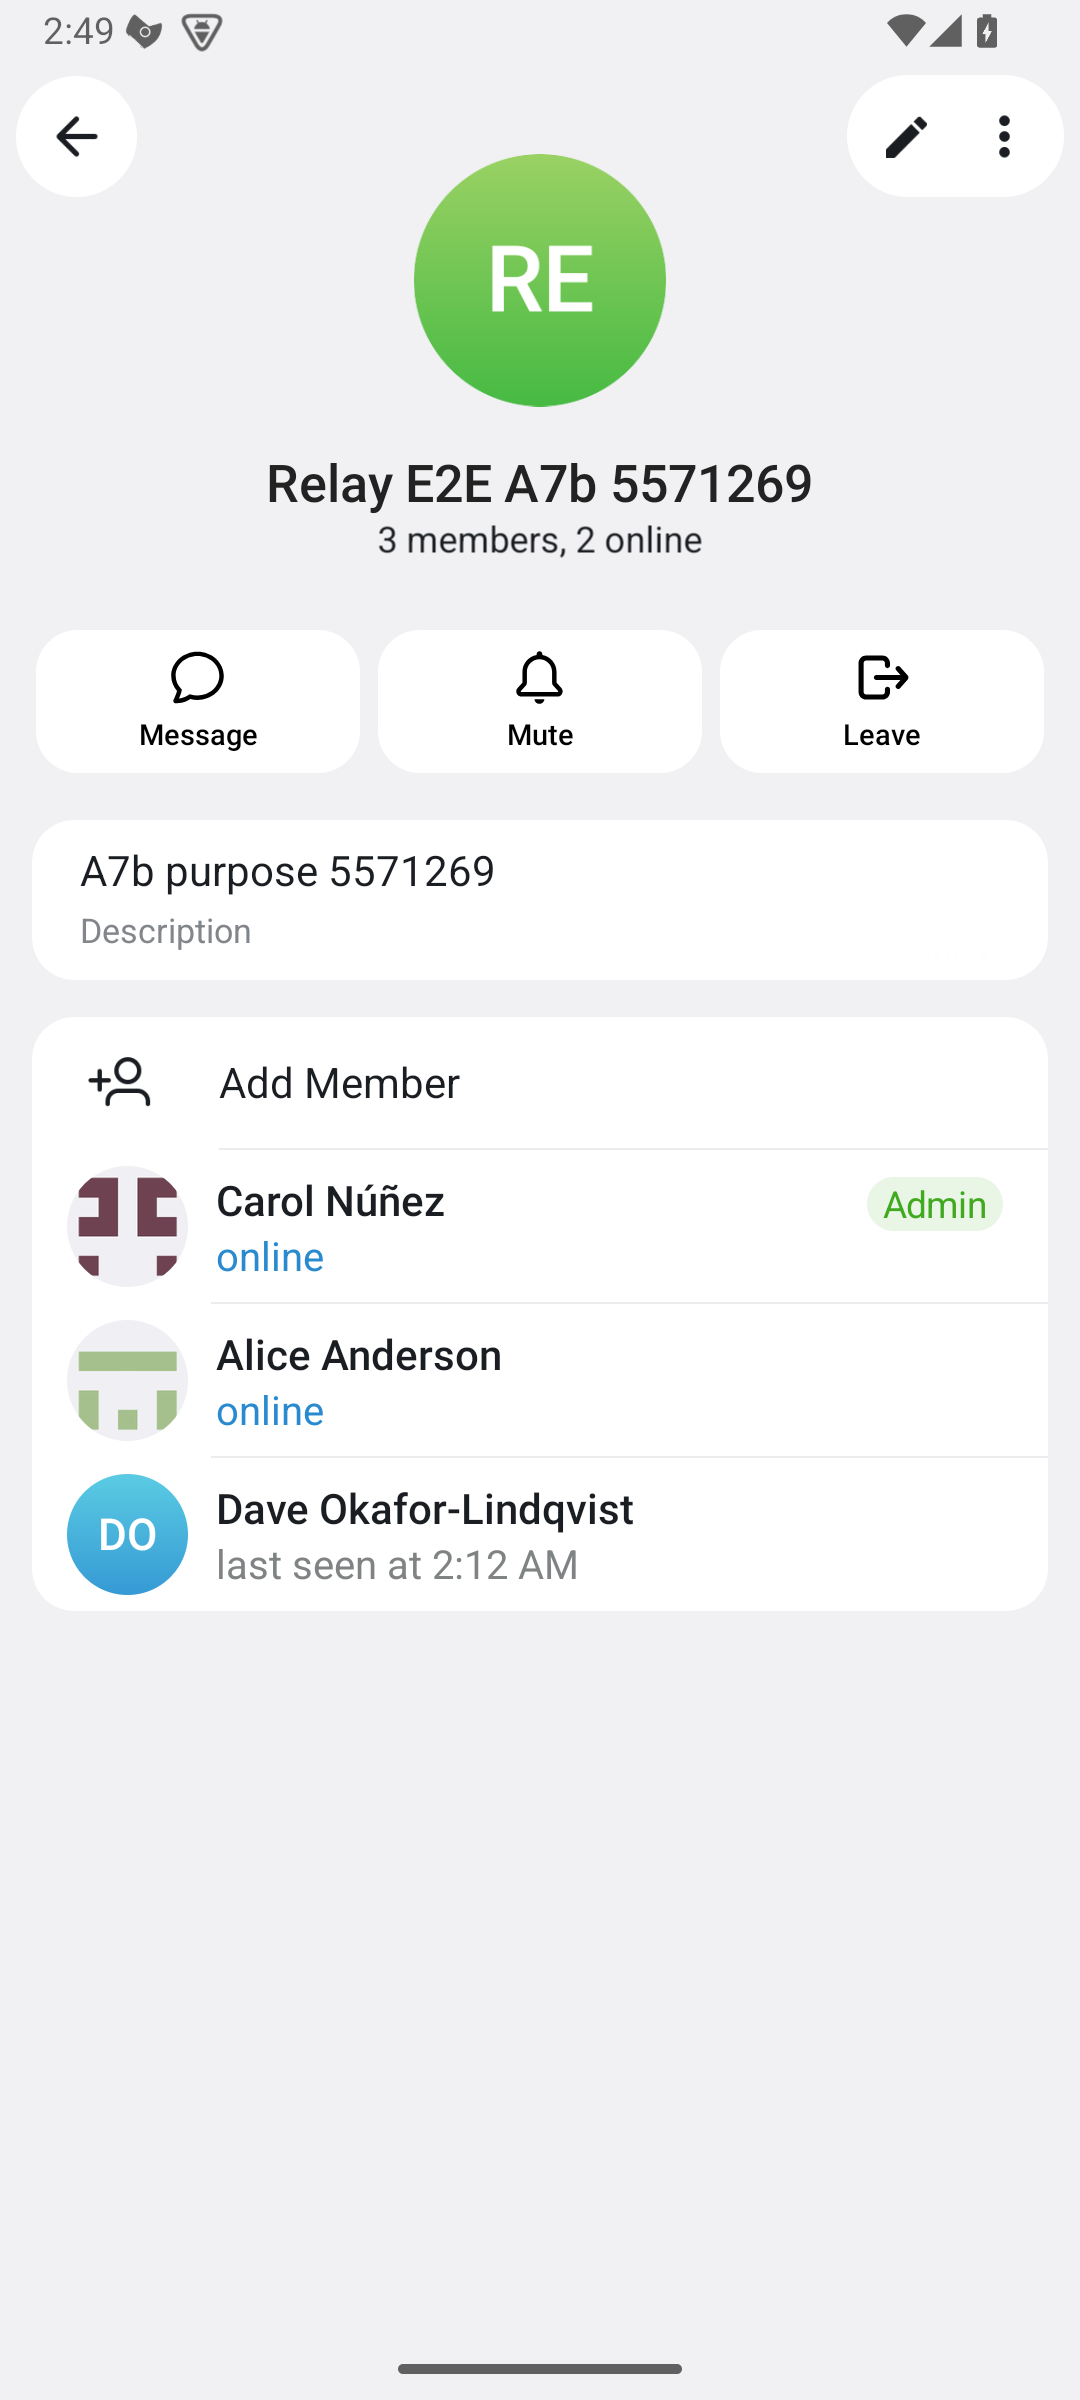 2:49
RE
Relay E2E A7b 5571269
3 members, 2 online
Message
Mute
Leave
A7b purpose 5571269
Description
Add Member
Carol Núñez
Admin
online
Alice Anderson
online
DO
Dave Okafor-Lindqvist
last seen at 2:12 AM